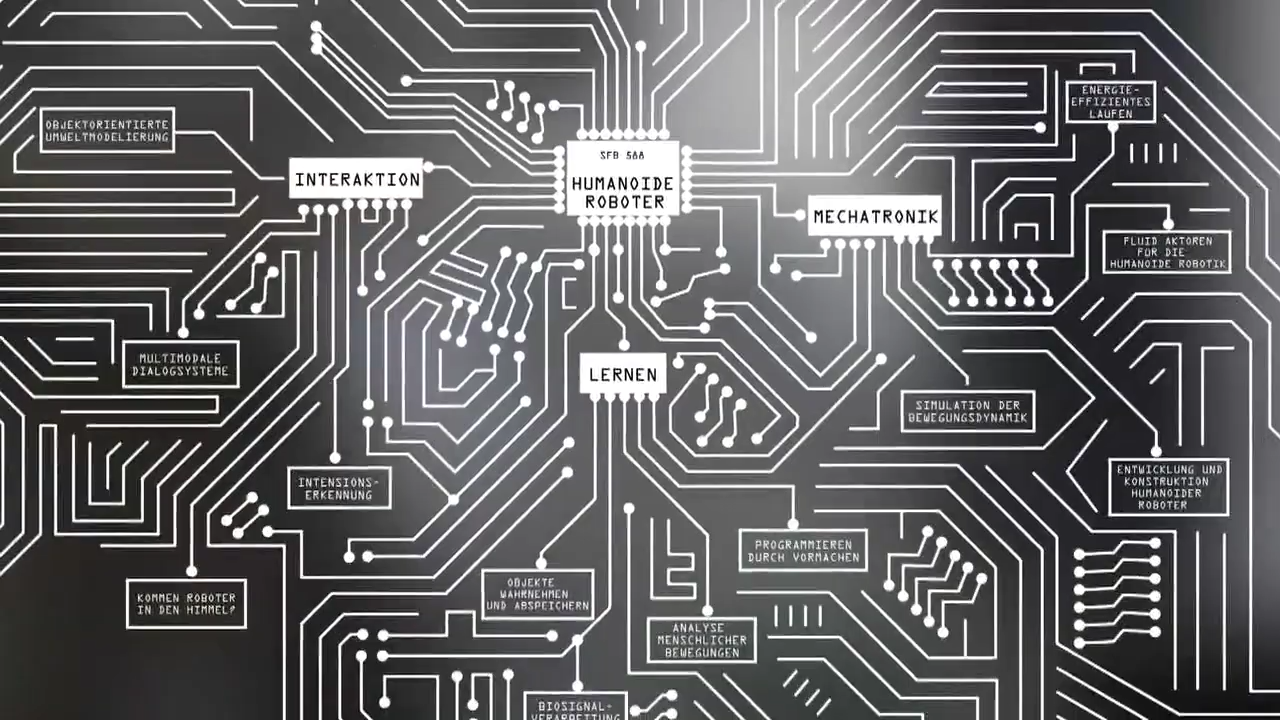 ENERGIE-
EFFIZIENTES
LAUFEN
OBJEKTORIENTIERTE
UMWELTMODELIERUNG
SFB 588
HUMANOIDE
ROBOTER
INTERAKTION
MECHATRONIK
FLUID AKTOREN
FÜR DIE
HUMANOIDE ROBOTIK
MULTIMODALE
DIALOGSYSTEME
LERNEN
SIMULATION DER
BEWEGUNGSDYNAMIK
INTENSIONS-
ERKENNUNG
ENTWICKLUNG UND
KONSTRUKTION
HUMANOIDER
ROBOTER
PROGRAMMIEREN
DURCH VORMACHEN
KOMMEN ROBOTER
IN DEN HIMMEL?
OBJEKTE
WAHRNEHMEN
UND ABSPEICHERN
ANALYSE
MENSCHLICHER
BEWEGUNGEN
BIOSIGNAL-
VERARBEITUNG